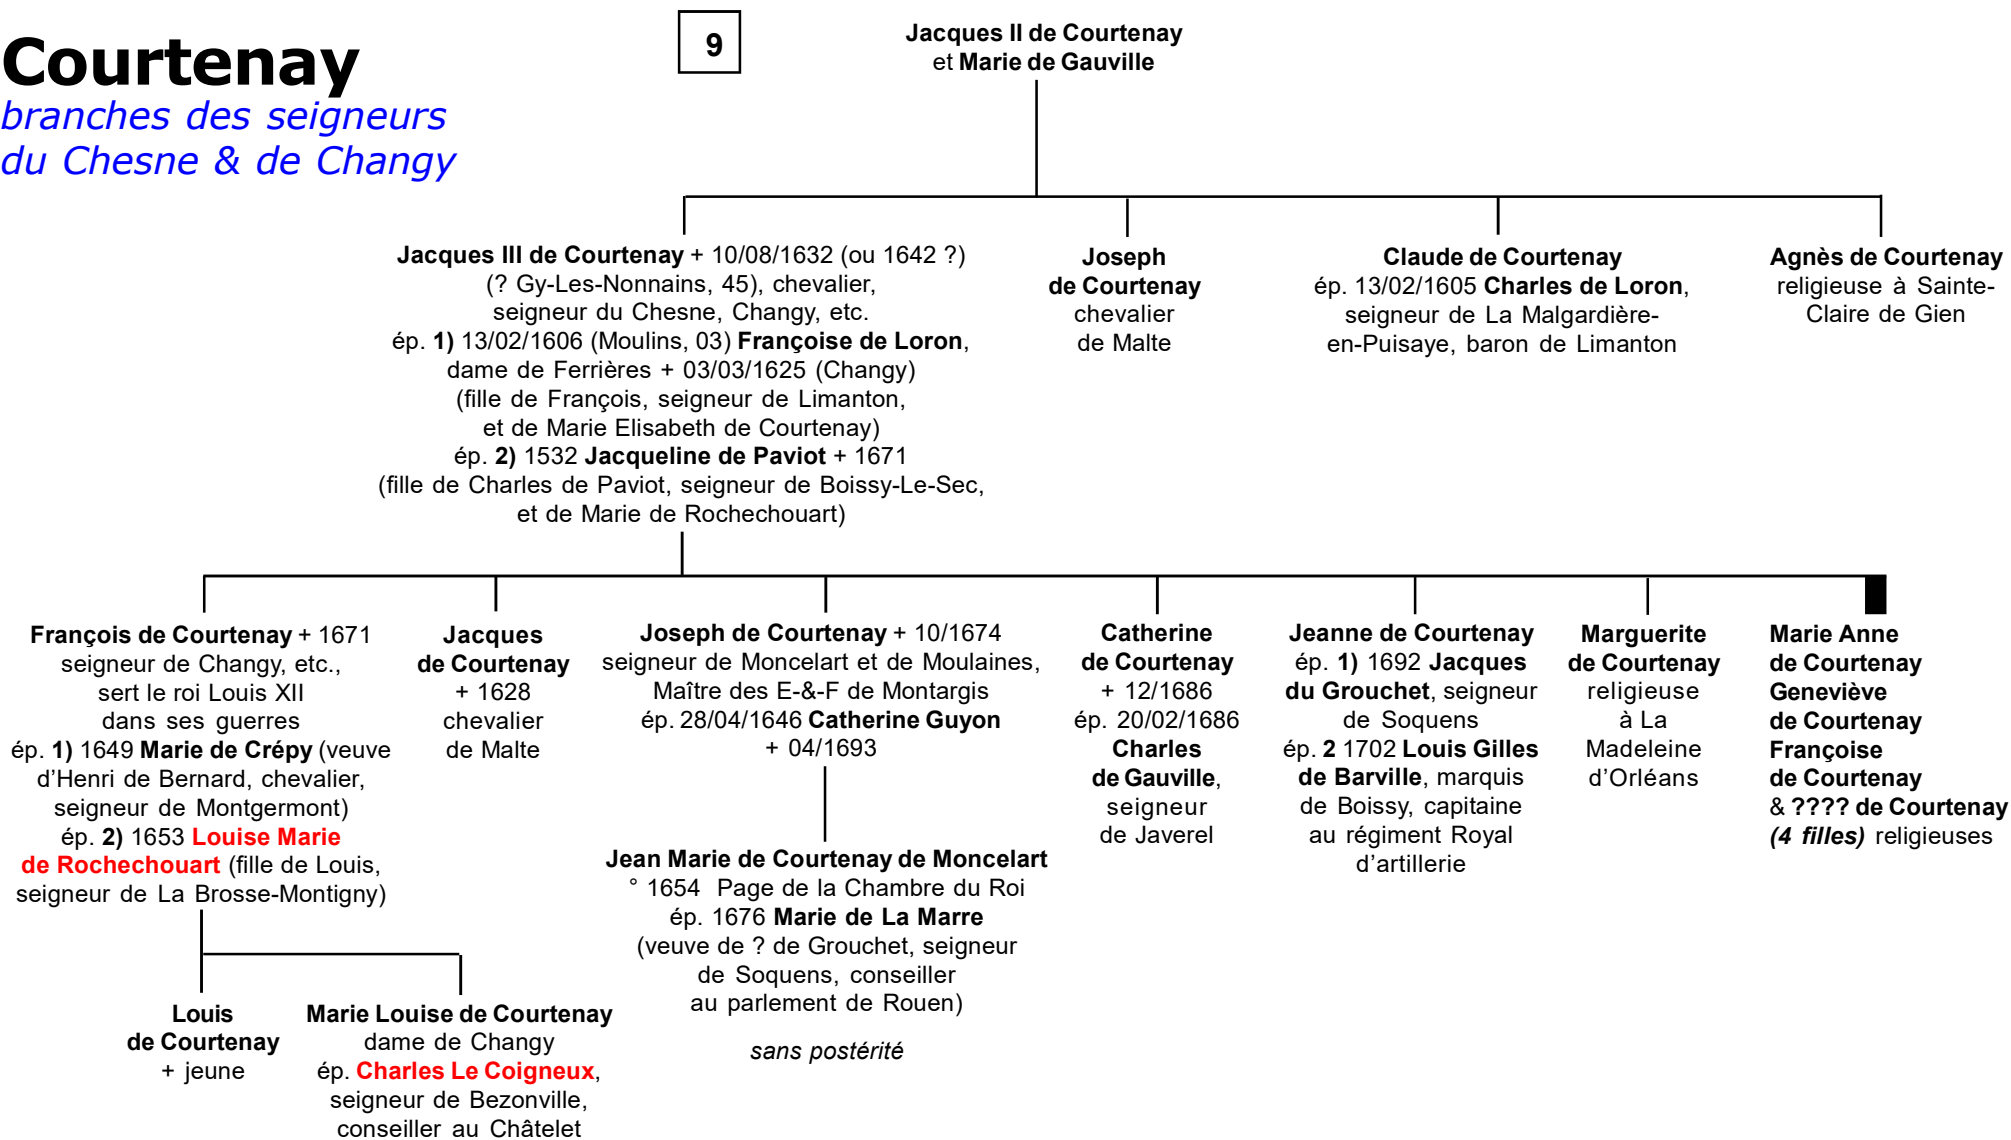 Courtenay
branches des seigneurs
du Chesne & de Changy
9
Jacques II de Courtenay
et Marie de Gauville
Jacques III de Courtenay + 10/08/1632 (ou 1642 ?)
(? Gy-Les-Nonnains, 45), chevalier,
seigneur du Chesne, Changy, etc.
ép. 1) 13/02/1606 (Moulins, 03) Françoise de Loron,
dame de Ferrières + 03/03/1625 (Changy)
(fille de François, seigneur de Limanton,
et de Marie Elisabeth de Courtenay)
ép. 2) 1532 Jacqueline de Paviot + 1671
(fille de Charles de Paviot, seigneur de Boissy-Le-Sec,
et de Marie de Rochechouart)
Joseph
de Courtenay
chevalier
de Malte
Claude de Courtenay
ép. 13/02/1605 Charles de Loron,
seigneur de La Malgardière-
en-Puisaye, baron de Limanton
Agnès de Courtenay
religieuse à Sainte-
Claire de Gien
François de Courtenay + 1671
seigneur de Changy, etc.,
sert le roi Louis XII
dans ses guerres
ép. 1) 1649 Marie de Crépy (veuve
d'Henri de Bernard, chevalier,
seigneur de Montgermont)
ép. 2) 1653 Louise Marie
de Rochechouart (fille de Louis,
seigneur de La Brosse-Montigny)
Jacques
de Courtenay
+ 1628
chevalier
de Malte
Joseph de Courtenay + 10/1674
seigneur de Moncelart et de Moulaines,
Maître des E-&-F de Montargis
ép. 28/04/1646 Catherine Guyon
+ 04/1693
Catherine
de Courtenay
+ 12/1686
ép. 20/02/1686
Charles
de Gauville,
seigneur
de Javerel
Jeanne de Courtenay
ép. 1) 1692 Jacques
du Grouchet, seigneur
de Soquens
ép. 2 1702 Louis Gilles
de Barville, marquis
de Boissy, capitaine
au régiment Royal
d'artillerie
Marguerite
de Courtenay
religieuse
à La
Madeleine
d'Orléans
Marie Anne
de Courtenay
Geneviève
de Courtenay
Françoise
de Courtenay
& ???? de Courtenay
(4 filles) religieuses
Jean Marie de Courtenay de Moncelart
° 1654 Page de la Chambre du Roi
ép. 1676 Marie de La Marre
(veuve de ? de Grouchet, seigneur
de Soquens, conseiller
au parlement de Rouen)
sans postérité
Louis
de Courtenay
+ jeune
Marie Louise de Courtenay
dame de Changy
ép. Charles Le Coigneux,
seigneur de Bezonville,
conseiller au Châtelet